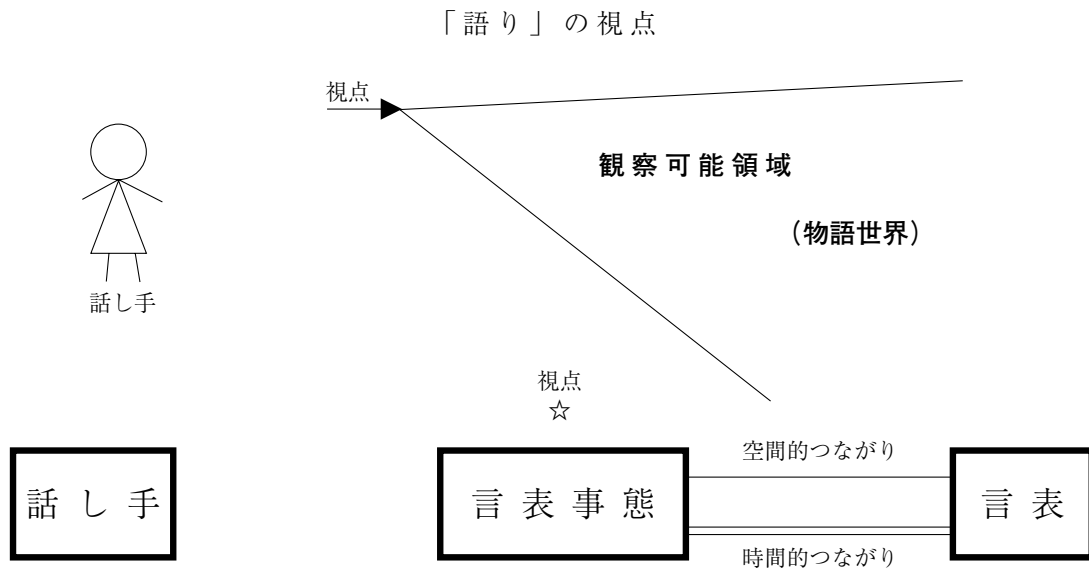 「語り」の視点
視点
観察可能領域
（物語世界）
話し手
視点
☆
空間的つながり
話し手
言表事態
言表
時間的つながり